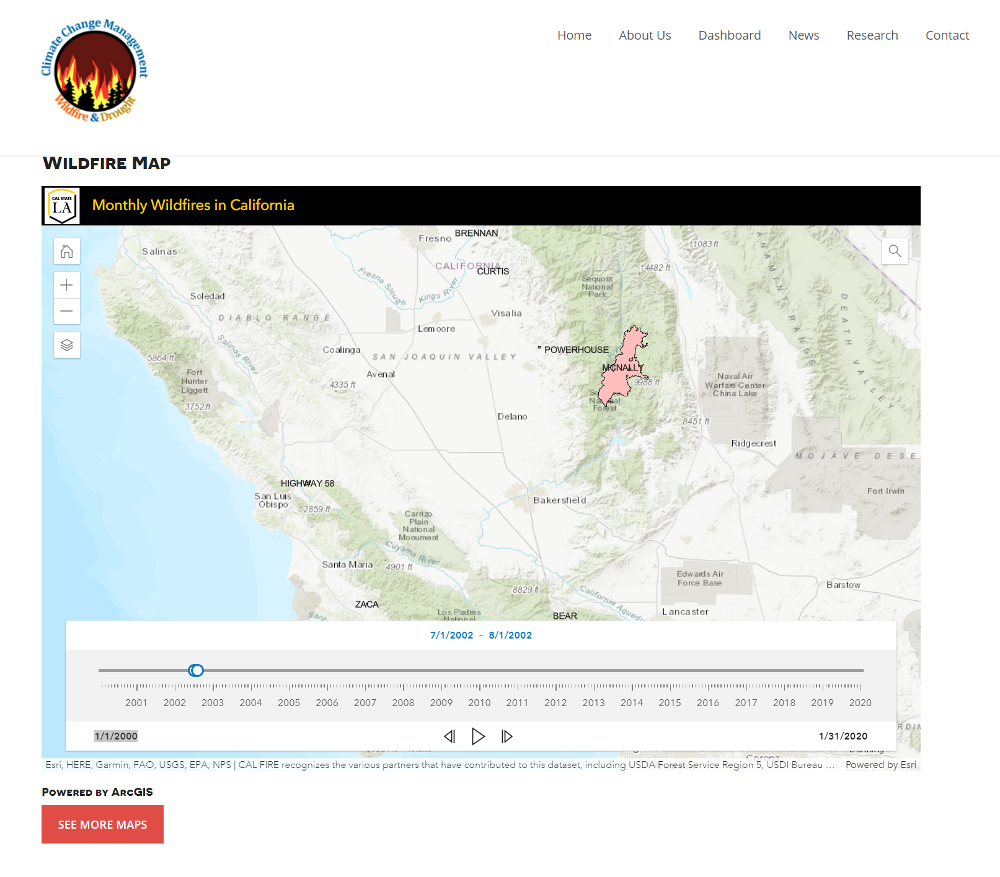 Climate Change Management
Wildfire & Drought
Home About Us Dashboard News Research Contact
WILDFIRE MAP
CAL STATE
LA
Monthly Wildfires in California
Fresno
BRENNAN
Salinas
11083 ft
CALIFORNIA
CURTIS
14482 ft
Fresno Slough
Kings River
Sequoia
National
Park
PANAMINT RANGE
DEATH VALLEY
Soledad
DIABLO RANGE
Visalia
Lemoore
Salinas River
Coalinga
SAN JOAQUIN VALLEY
POWERHOUSE
5864 ft
Fort
Hunter
Liggett
Avenal
4335 ft
MCNALLY
9988 ft
Naval Air
Warfare Center
China Lake
3752 ft
Forest
Delano
8451 ft
Ridgecrest
MOJAVE DESE
HIGHWAY 58
San Luis
Obispo
2859 ft
Bakersfield
Fort Irwin
Carrizo
Plain
National
Monument
Cuyama River
Santa Maria
4901 ft
Edwards Air
Force Base
Barstow
8829 ft
California Aquedu
ZACA
Los Padres
National
BEAR
Lancaster
7/1/2002 - 8/1/2002
2001 2002 2003 2004 2005 2006 2007 2008 2009 2010 2011 2012 2013 2014 2015 2016 2017 2018 2019 2020
1/1/2000
1/31/2020
Corona
Esri, HERE, Garmin, FAO, USGS, EPA, NPS | CAL FIRE recognizes the various partners that have contributed to this dataset, including USDA Forest Service Region 5, USDI Bureau ...
Powered by Esri
POWERED BY ARCGIS
SEE MORE MAPS